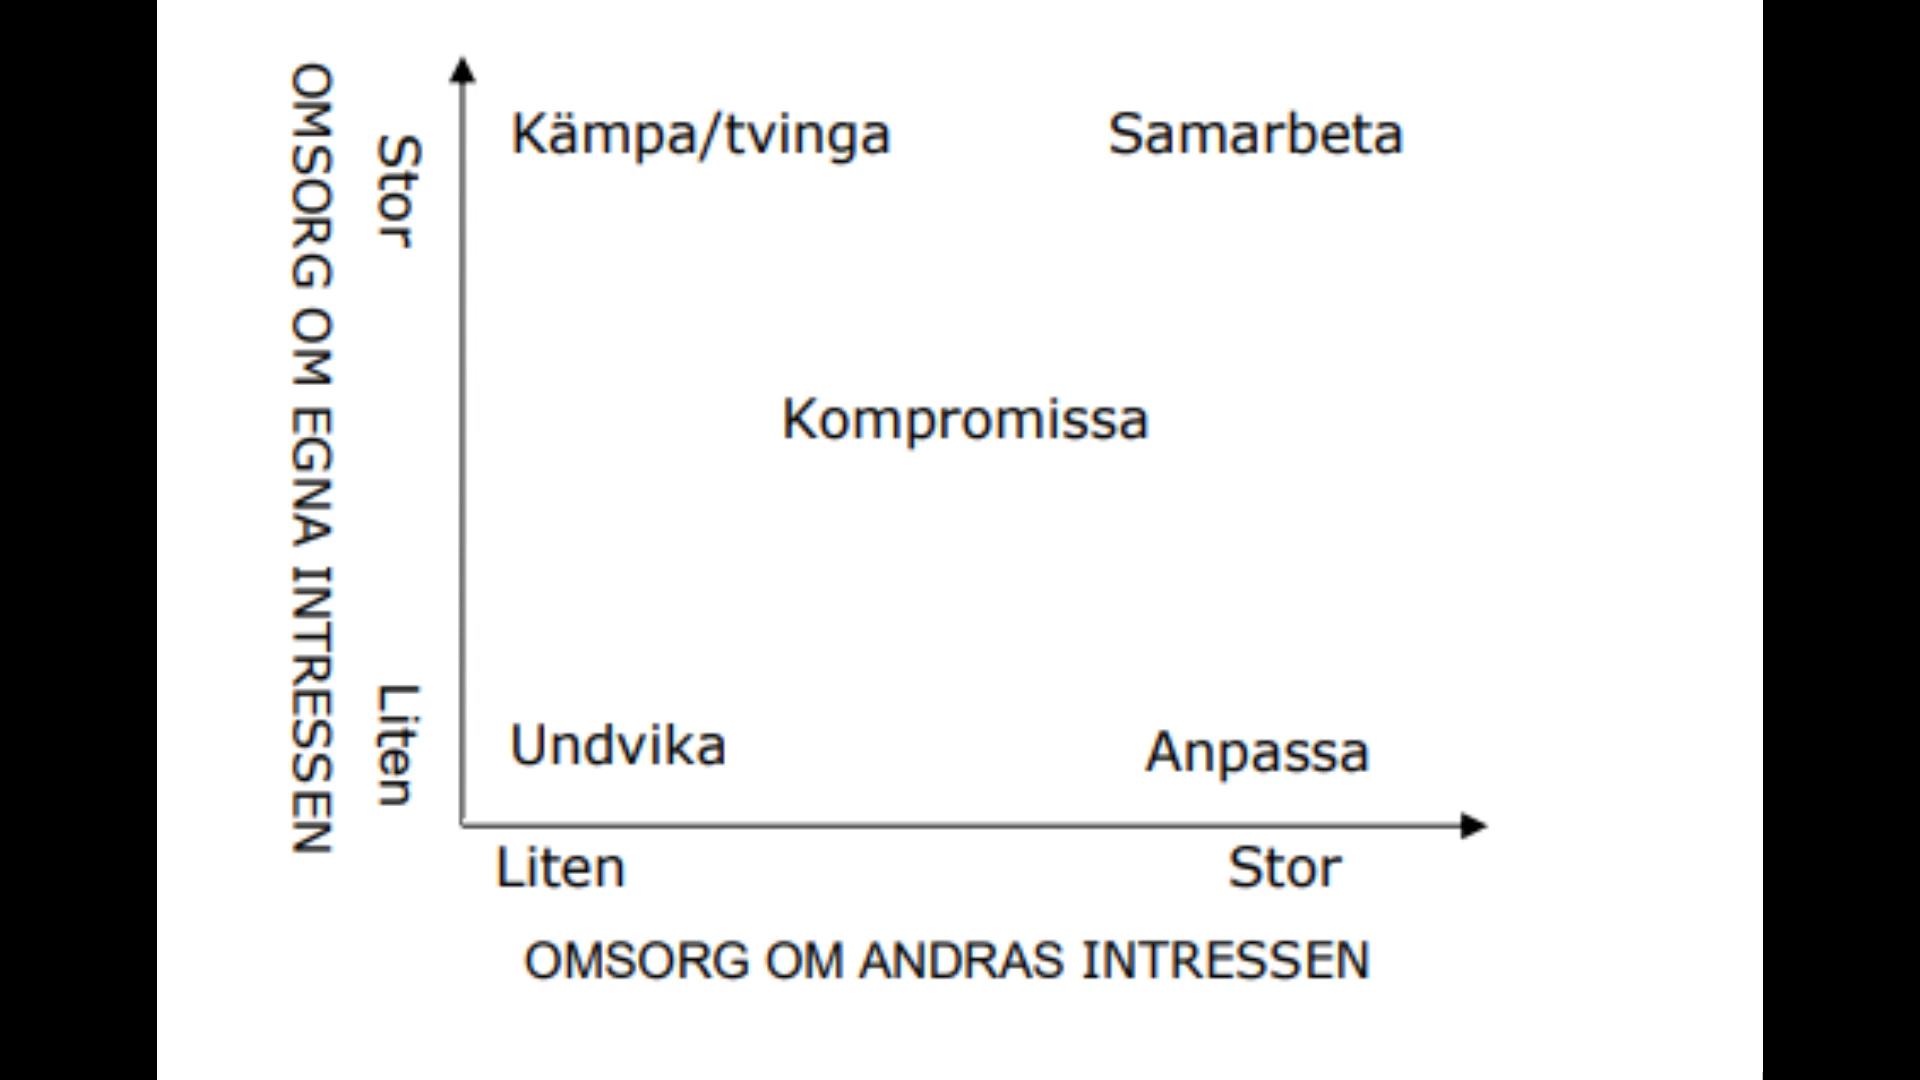 OMSORG OM EGNA INTRESSEN
Stor
Liten
Kämpa/tvinga
Samarbeta
Kompromissa
Undvika
Anpassa
Liten
Stor
OMSORG OM ANDRAS INTRESSEN